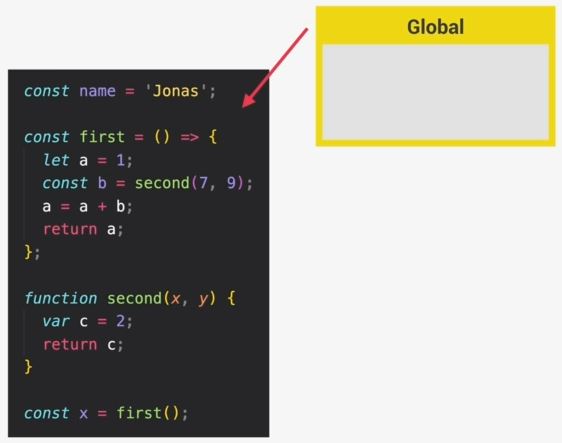 Global
const name = 'Jonas';
const first = () => {
let a = 1;
const b = second(7, 9);
a = a + b;
return a;
};
function second(x, y) {
var c = 2;
return c;
}
const x = first();